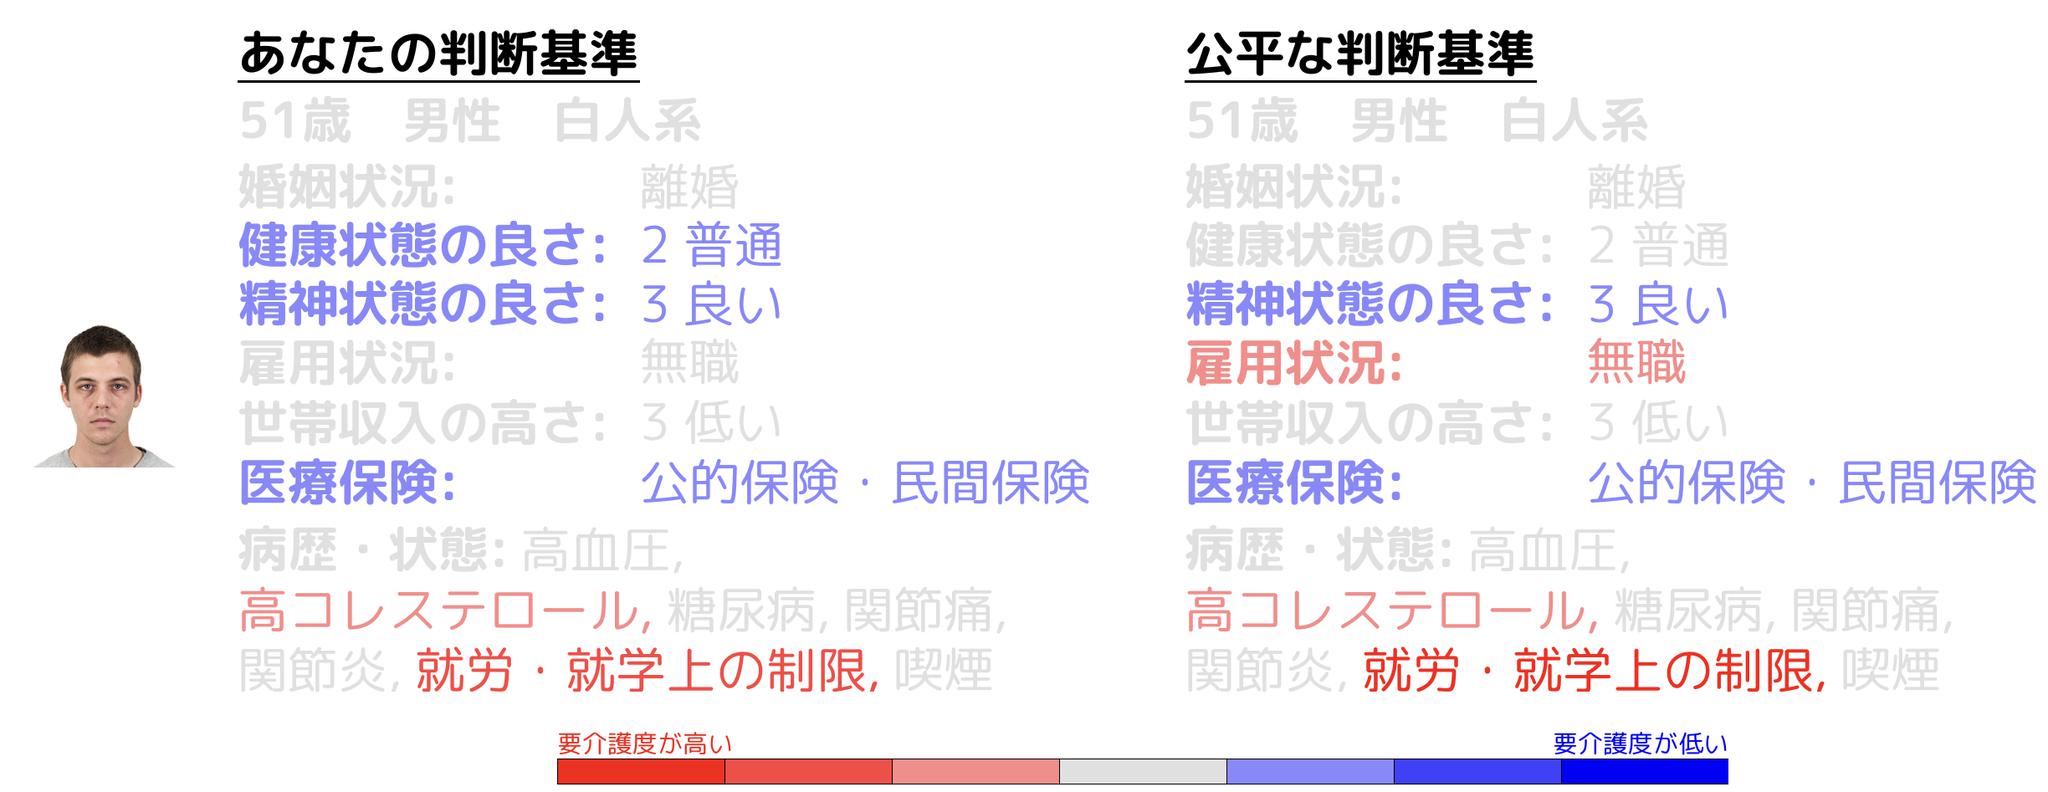 あなたの判断基準
51歳 男性 白人系
婚姻状況: 離婚
健康状態の良さ: 2 普通
精神状態の良さ: 3 良い
雇用状況: 無職
世帯収入の高さ: 3 低い
医療保険: 公的保険・民間保険
病歴・状態: 高血圧,
高コレステロール, 糖尿病, 関節痛,
関節炎, 就労・就学上の制限, 喫煙
公平な判断基準
51歳 男性 白人系
婚姻状況: 離婚
健康状態の良さ: 2 普通
精神状態の良さ: 3 良い
雇用状況: 無職
世帯収入の高さ: 3 低い
医療保険: 公的保険・民間保険
病歴・状態: 高血圧,
高コレステロール, 糖尿病, 関節痛,
関節炎, 就労・就学上の制限, 喫煙
要介護度が高い
要介護度が低い